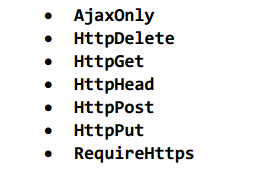 • AjaxOnly
• HttpDelete
• HttpGet
• HttpHead
• HttpPost
• HttpPut
• RequireHttps